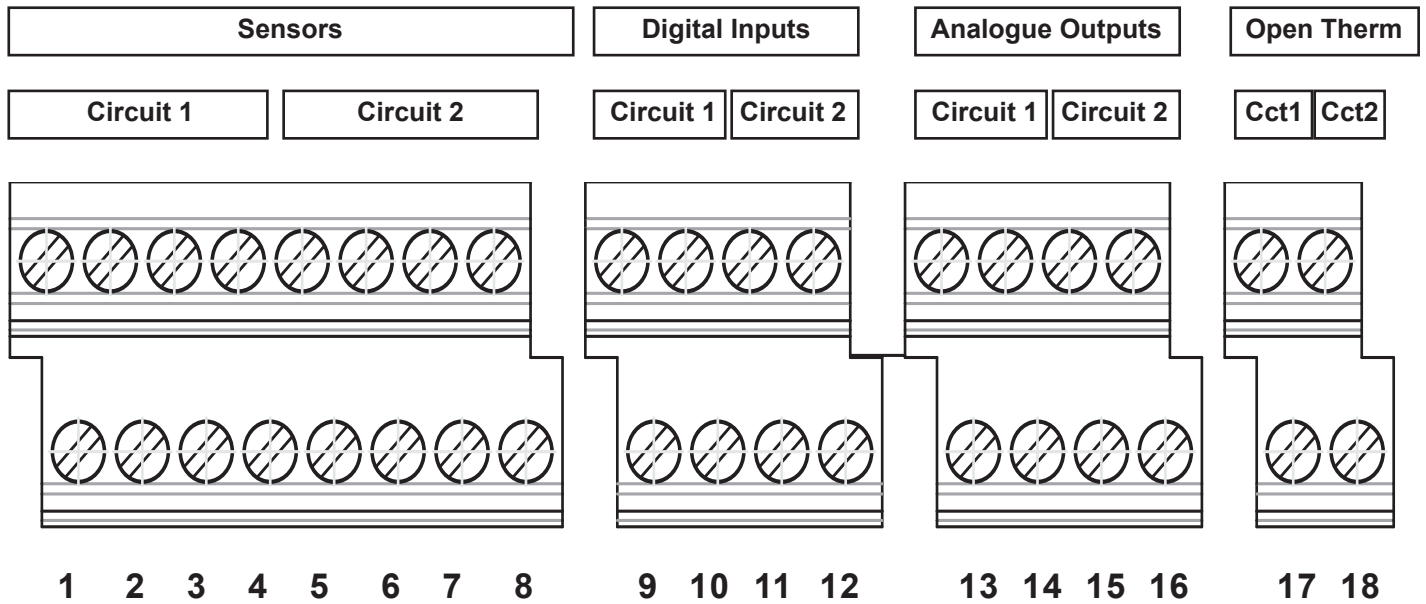 Sensors Digital Inputs Analogue Outputs Open Therm
Circuit 1 Circuit 2 Circuit 1 Circuit 2 Circuit 1 Circuit 2 Cct1 Cct2
1 2 3 4 5 6 7 8 9 10 11 12 13 14 15 16 17 18